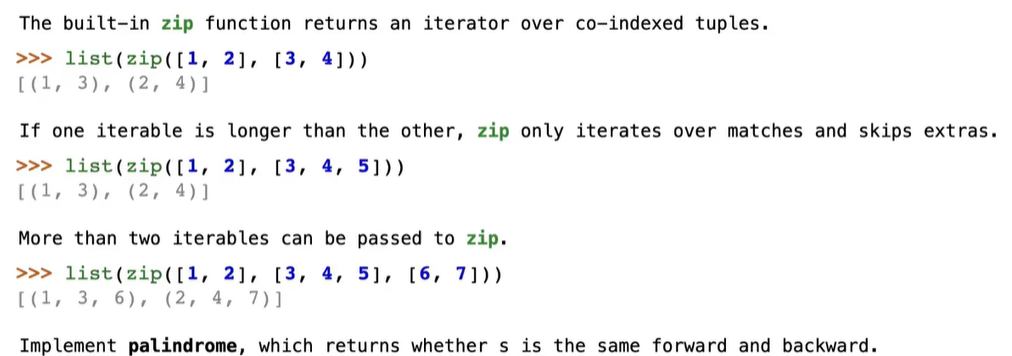 The built-in zip function returns an iterator over co-indexed tuples.
>>> list(zip([1, 2], [3, 4]))
[(1, 3), (2, 4)]
If one iterable is longer than the other, zip only iterates over matches and skips extras.
>>> list(zip([1, 2], [3, 4, 5]))
[(1, 3), (2, 4)]
More than two iterables can be passed to zip.
>>> list(zip([1, 2], [3, 4, 5], [6, 7]))
[(1, 3, 6), (2, 4, 7)]
Implement palindrome, which returns whether s is the same forward and backward.